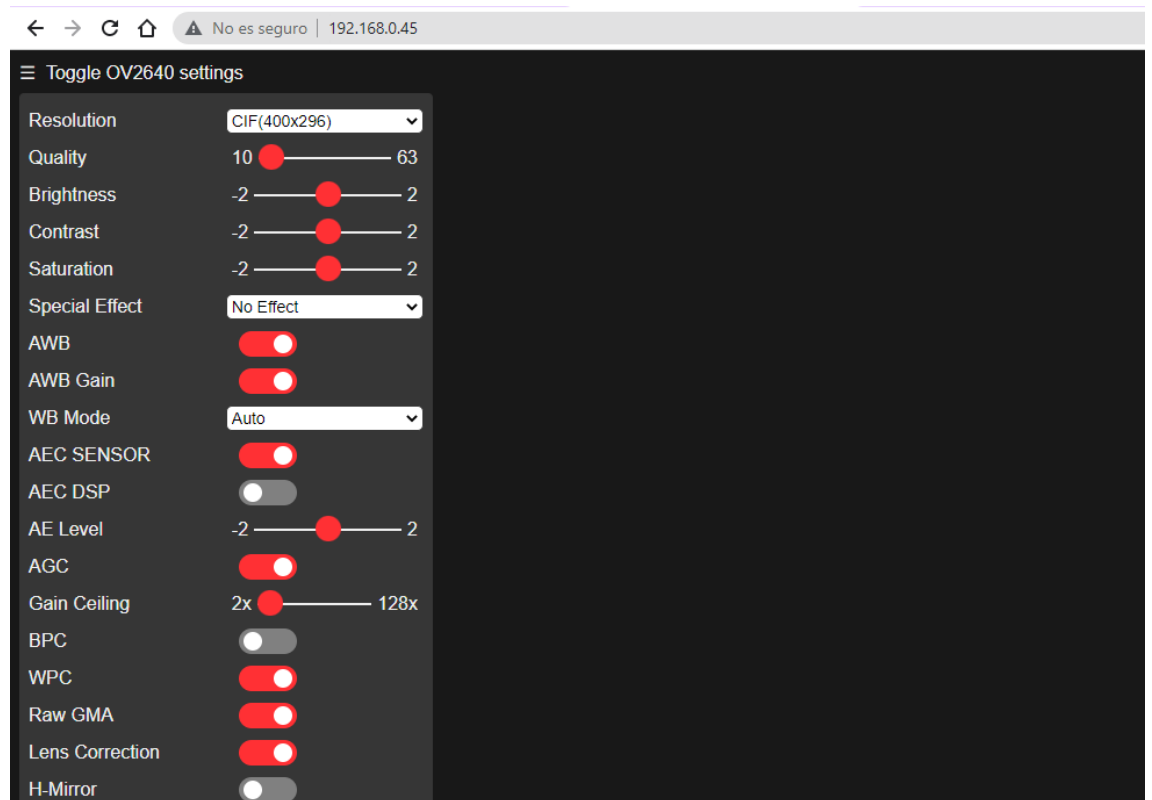 No es seguro | 192.168.0.45
☰ Toggle OV2640 settings
Resolution CIF(400x296)
Quality 10 63
Brightness -2 2
Contrast -2 2
Saturation -2 2
Special Effect No Effect
AWB
AWB Gain
WB Mode Auto
AEC SENSOR
AEC DSP
AE Level -2 2
AGC
Gain Ceiling 2x 128x
BPC
WPC
Raw GMA
Lens Correction
H-Mirror